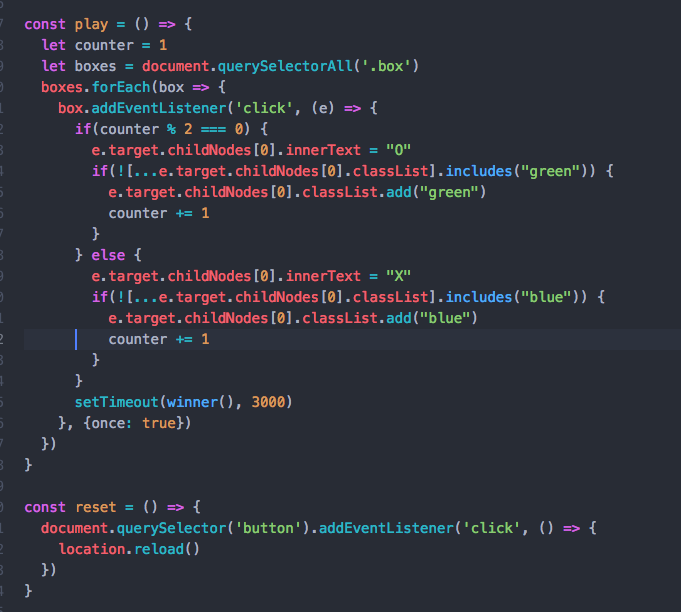 const play = () => {
let counter = 1
let boxes = document.querySelectorAll('.box')
boxes.forEach(box => {
box.addEventListener('click', (e) => {
if(counter % 2 === 0) {
e.target.childNodes[0].innerText = "O"
if(![...e.target.childNodes[0].classList].includes("green")) {
e.target.childNodes[0].classList.add("green")
counter += 1
}
} else {
e.target.childNodes[0].innerText = "X"
if(![...e.target.childNodes[0].classList].includes("blue")) {
e.target.childNodes[0].classList.add("blue")
counter += 1
}
}
setTimeout(winner(), 3000)
}, {once: true})
})
}
const reset = () => {
document.querySelector('button').addEventListener('click', () => {
location.reload()
})
}